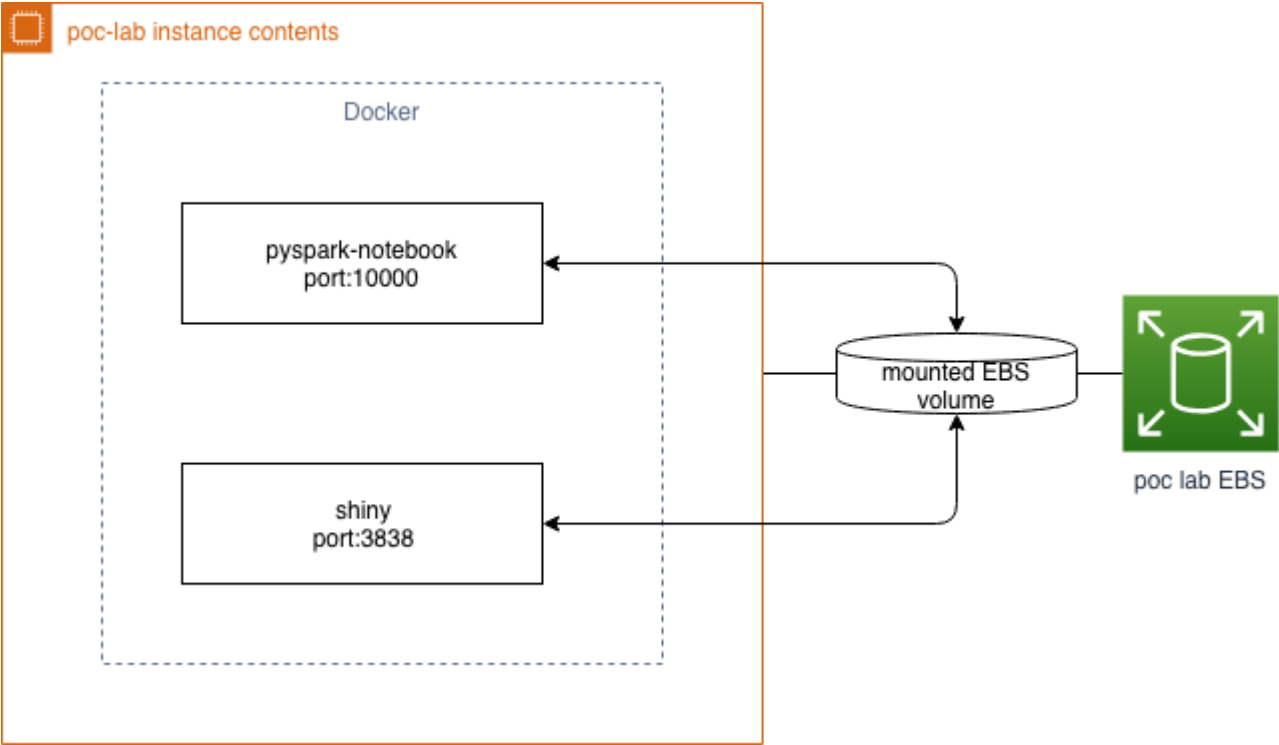 poc-lab instance contents
Docker
pyspark-notebook
port:10000
mounted EBS
volume
poc lab EBS
shiny
port:3838